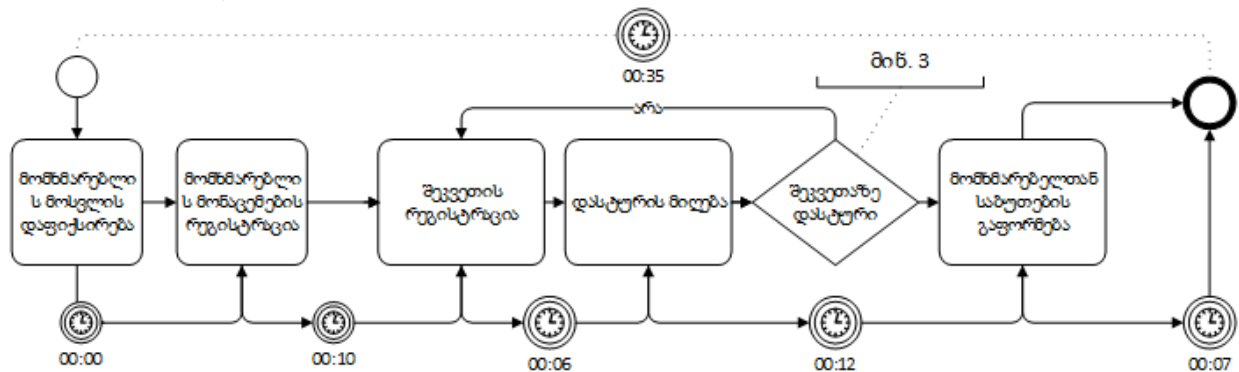 00:35
მინ. 3
არა
მომხმარებლი
ს მოსვლის
დაფიქსირება
მომხმარებლი
ს მონაცემების
რეგისტრაცია
შეკვეთის
რეგისტრაცია
დასტურის მიღება
შეკვეთაზე
დასტური
მომხმარებელთან
საბუთების
გაფორმება
00:00
00:10
00:06
00:12
00:07